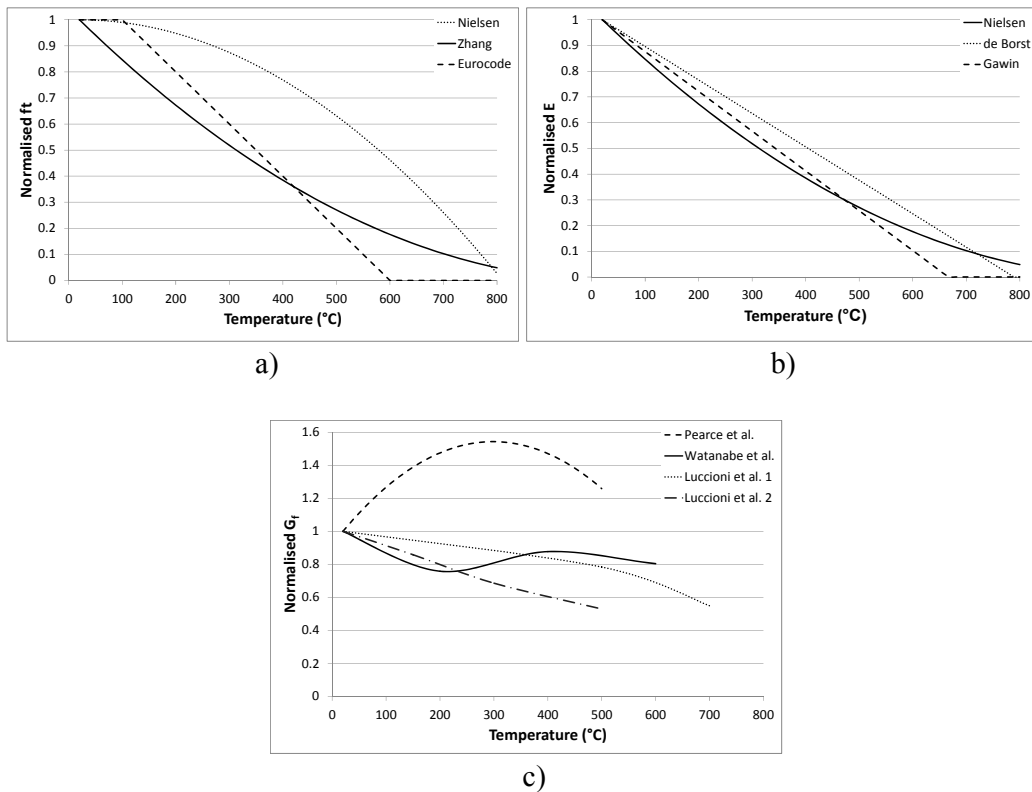 Normalised ft
1
0.9
0.8
0.7
0.6
0.5
0.4
0.3
0.2
0.1
0
0 100 200 300 400 500 600 700 800
Temperature (°C)
Nielsen
Zhang
Eurocode
a)
Normalised E
1
0.9
0.8
0.7
0.6
0.5
0.4
0.3
0.2
0.1
0
0 100 200 300 400 500 600 700 800
Temperature (°C)
Nielsen
de Borst
Gawin
b)
Normalised Gf
1.6
1.4
1.2
1
0.8
0.6
0.4
0.2
0
0 100 200 300 400 500 600 700 800
Temperature (°C)
Pearce et al.
Watanabe et al.
Luccioni et al. 1
Luccioni et al. 2
c)